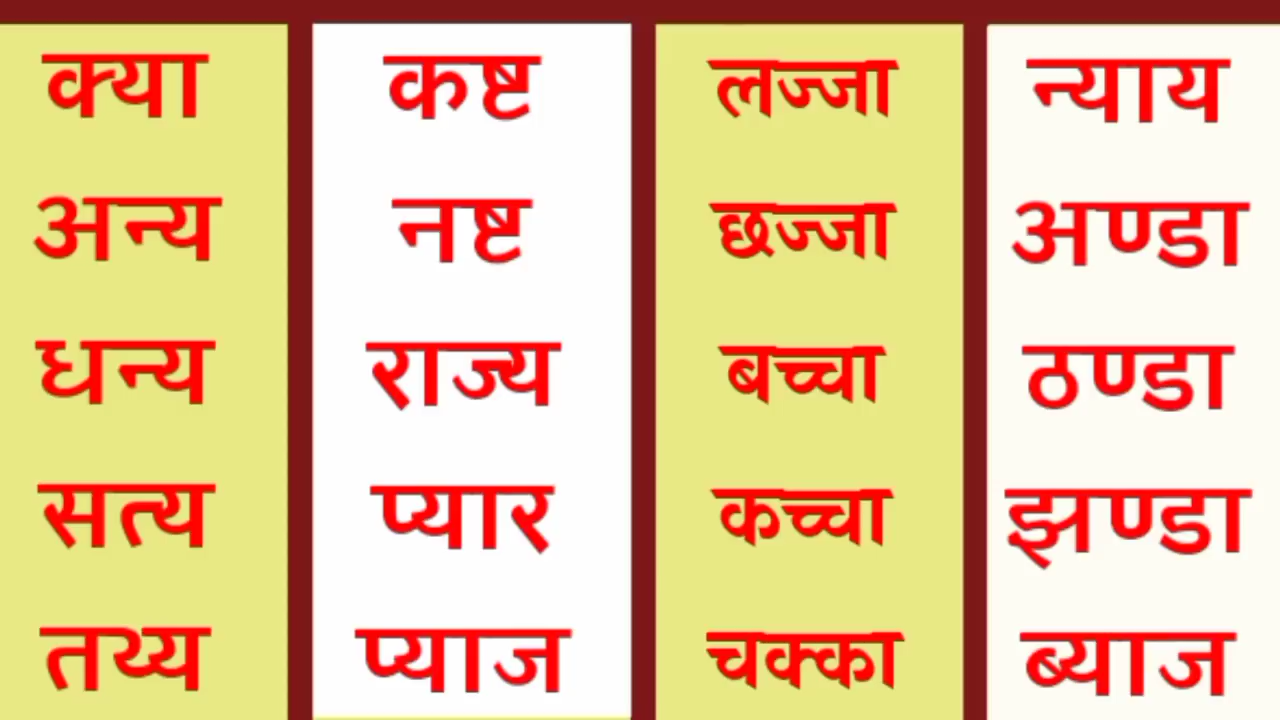 क्या कष्ट लज्जा न्याय
अन्य नष्ट छज्जा अण्डा
धन्य राज्य बच्चा ठण्डा
सत्य प्यार कच्चा झण्डा
तथ्य प्याज चक्का ब्याज